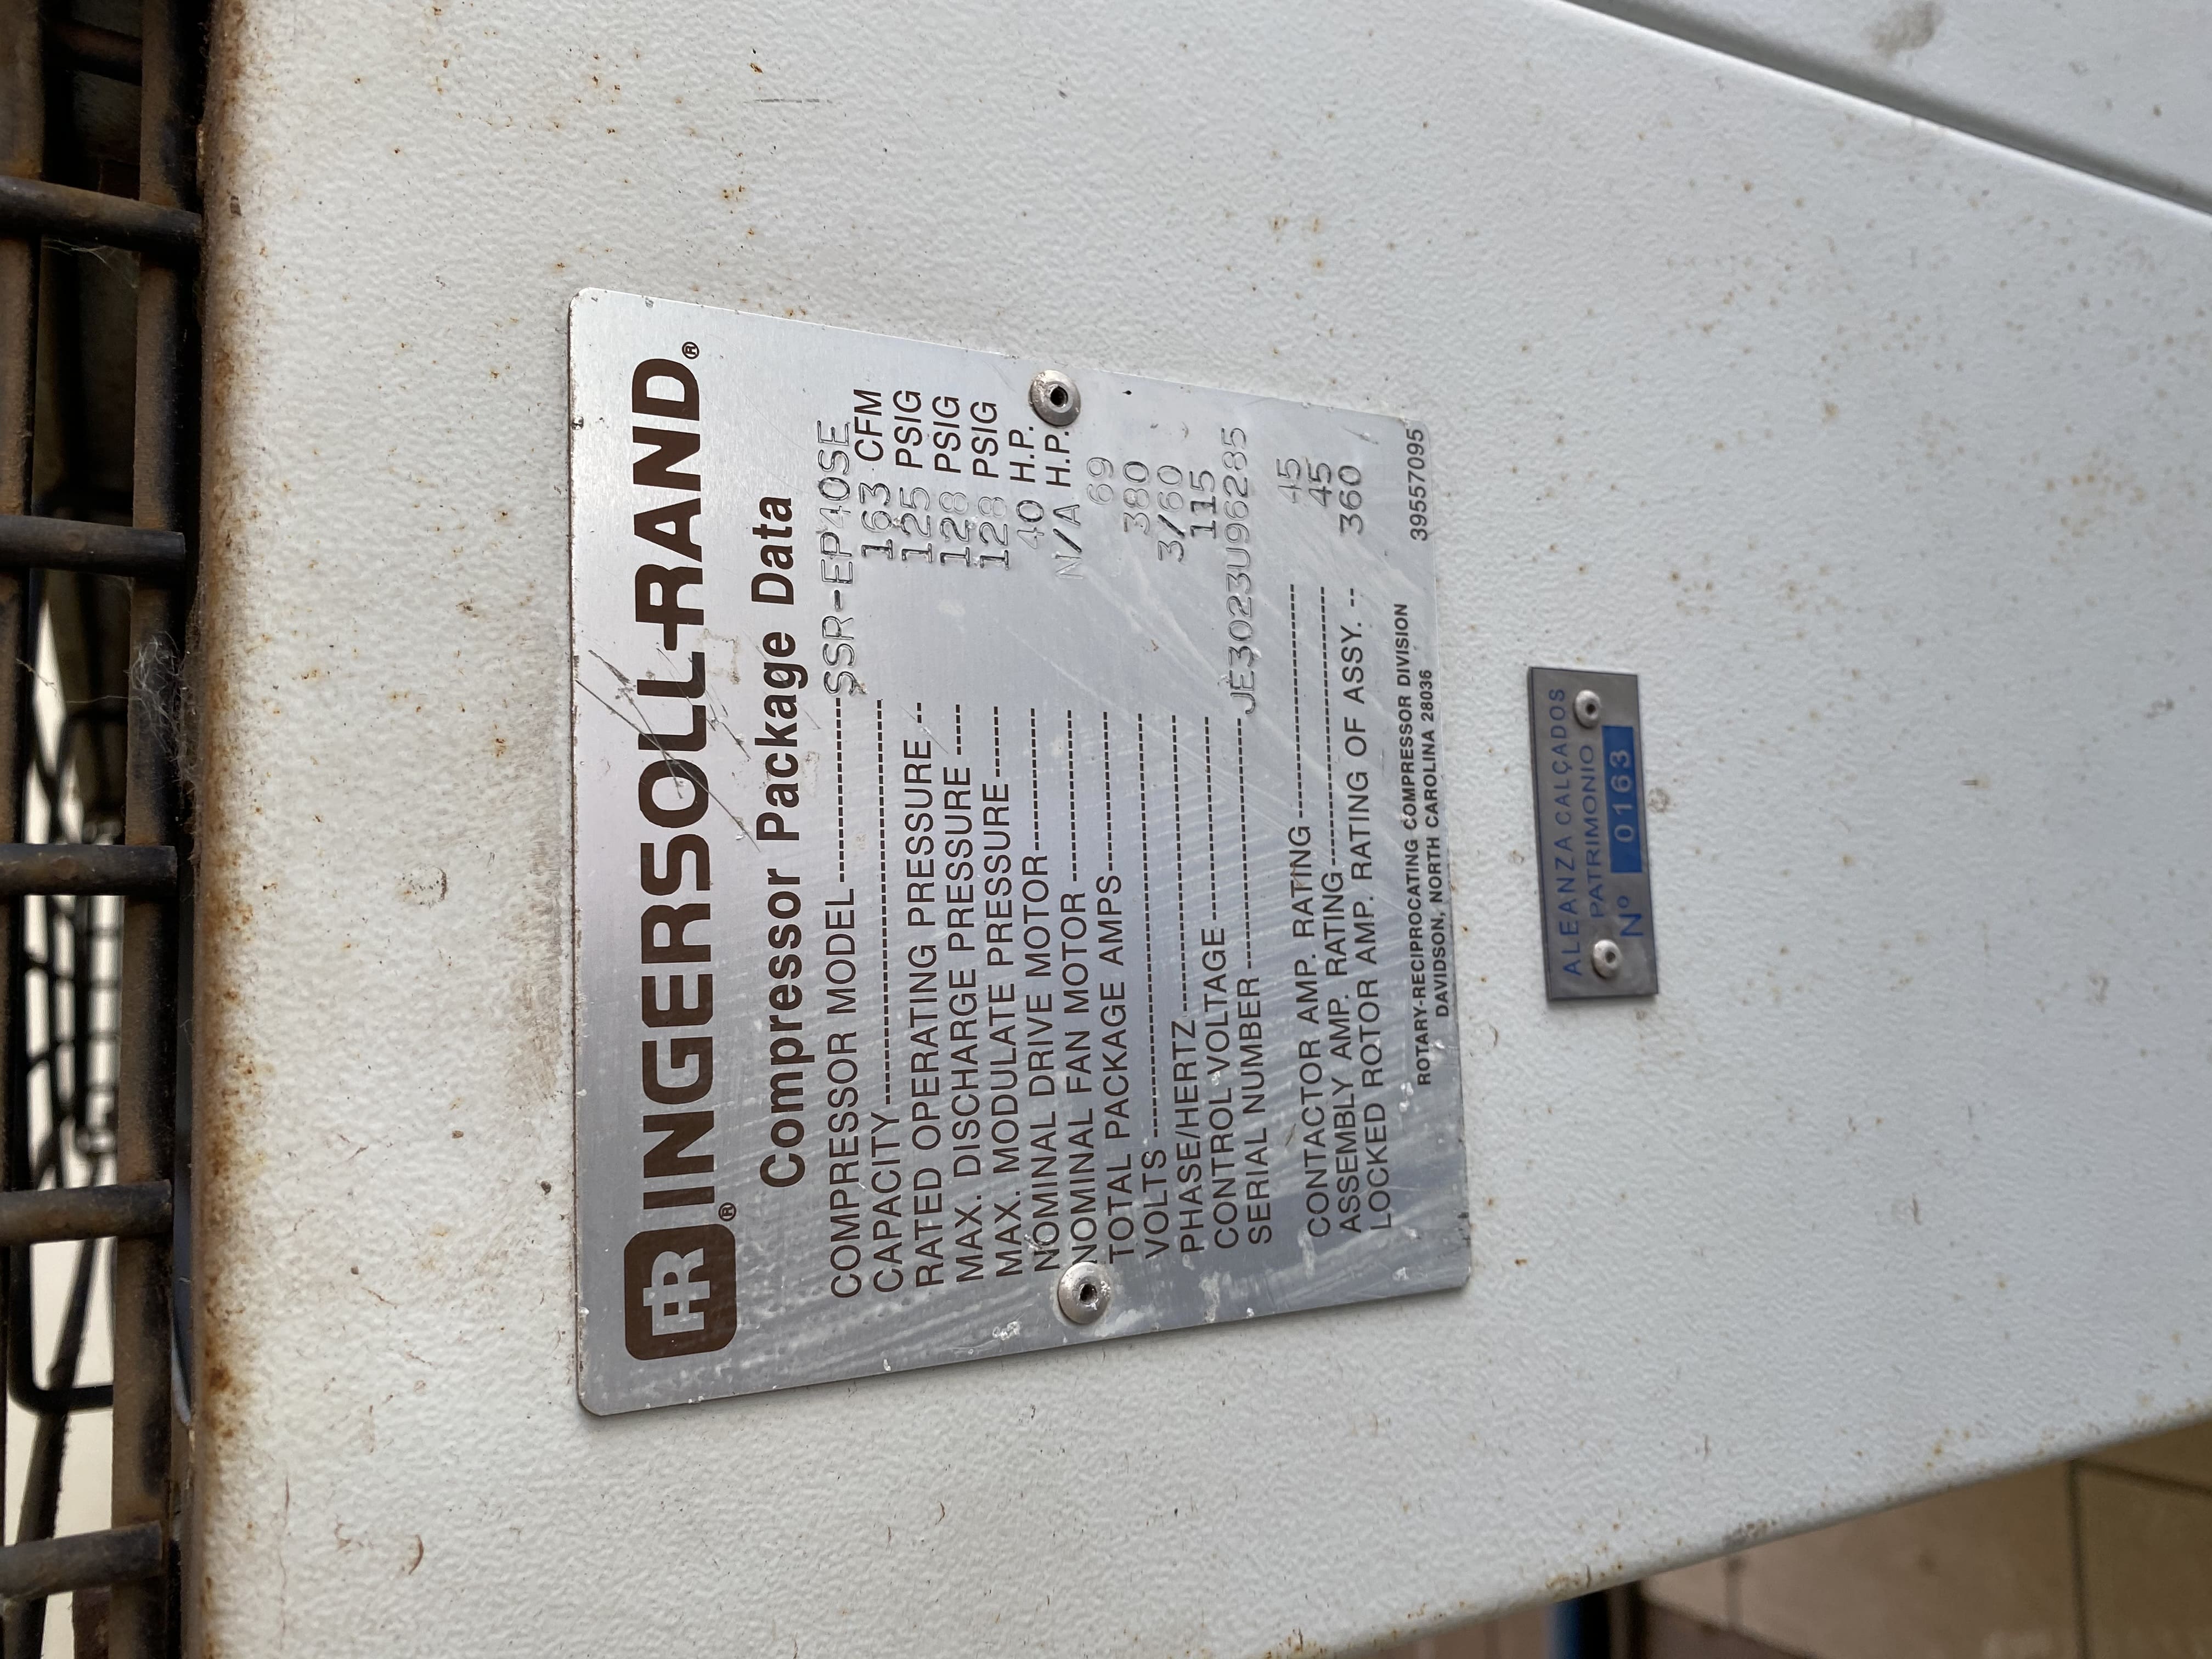 IR® INGERSOLL-RAND®
Compressor Package Data
COMPRESSOR MODEL SSR-EP40SE
CAPACITY 163 CFM
RATED OPERATING PRESSURE 125 PSIG
MAX. DISCHARGE PRESSURE 128 PSIG
MAX. MODULATE PRESSURE 128 PSIG
NOMINAL DRIVE MOTOR 40 H.P.
NOMINAL FAN MOTOR N/A H.P.
TOTAL PACKAGE AMPS 69
VOLTS 380
PHASE/HERTZ 3/60
CONTROL VOLTAGE 115
SERIAL NUMBER JE3023U96285
CONTACTOR AMP. RATING 45
ASSEMBLY AMP. RATING 45
LOCKED ROTOR AMP. RATING OF ASSY. -- 360
ROTARY-RECIPROCATING COMPRESSOR DIVISION 39557095
DAVIDSON, NORTH CAROLINA 28036
ALEANZA CALÇADOS
PATRIMONIO
Nº 0163